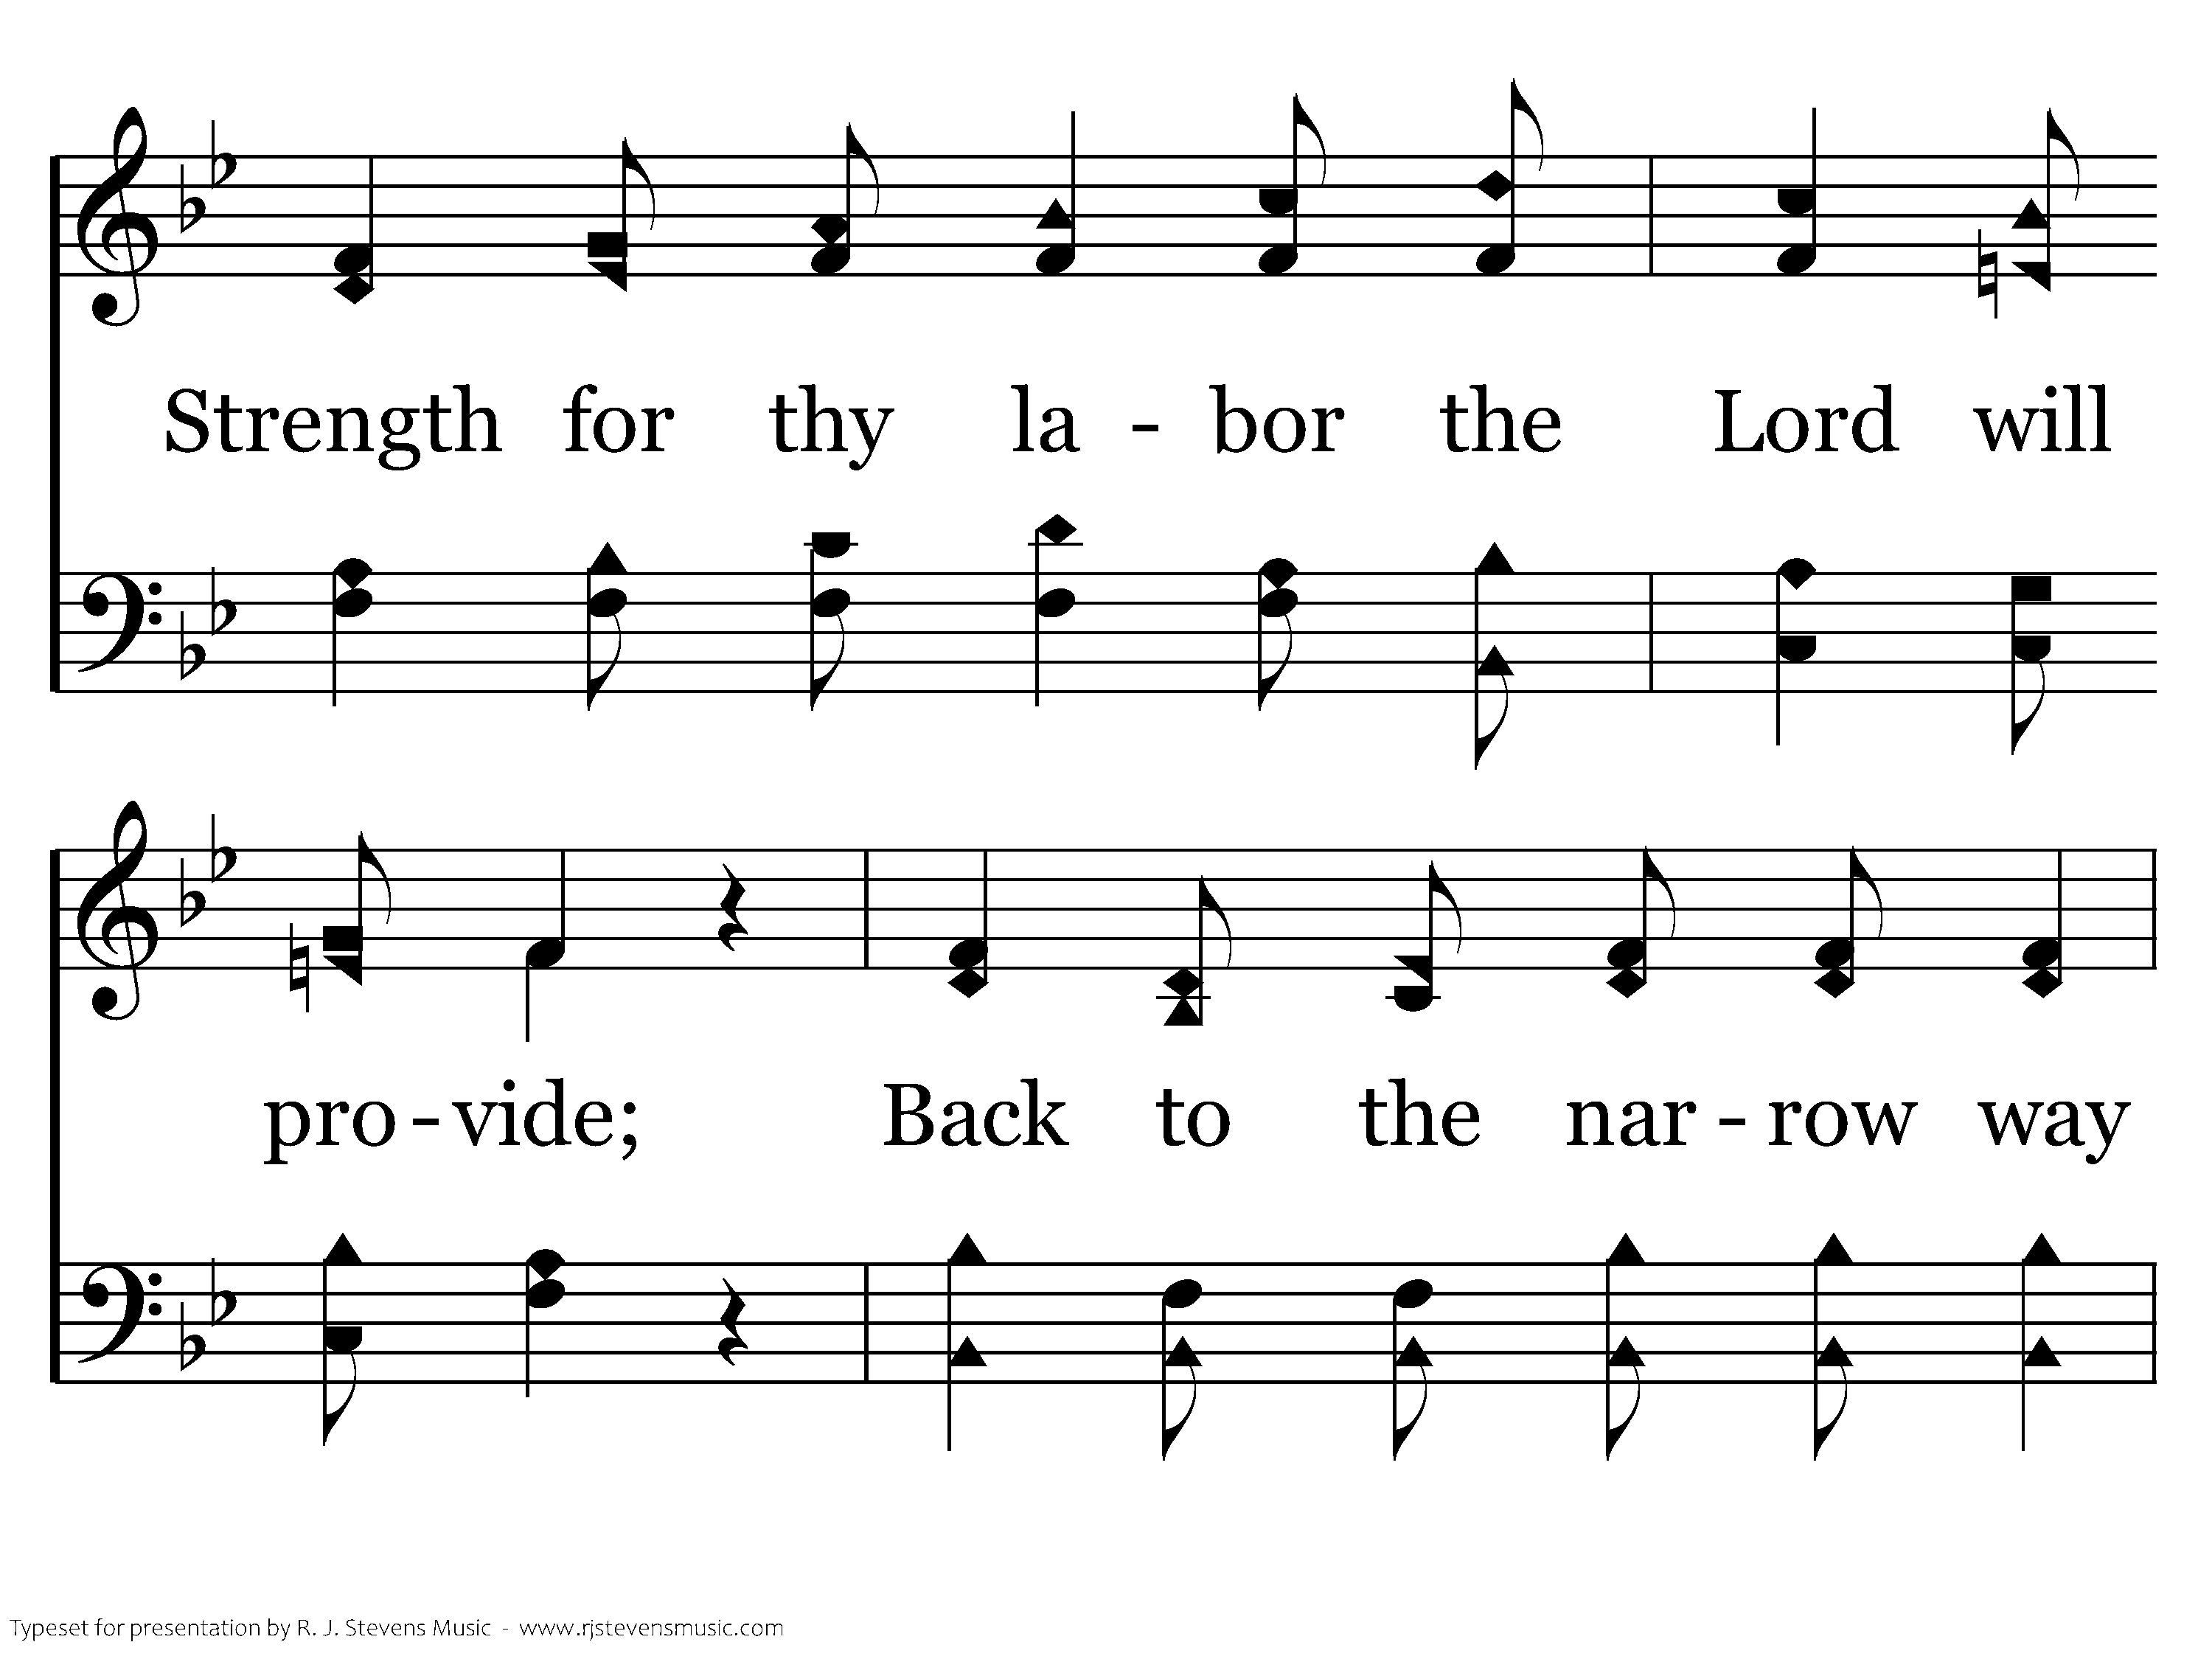 Strength for thy la - bor the Lord will
pro - vide; Back to the nar - row way
Typeset for presentation by R. J. Stevens Music - www.rjstevensmusic.com